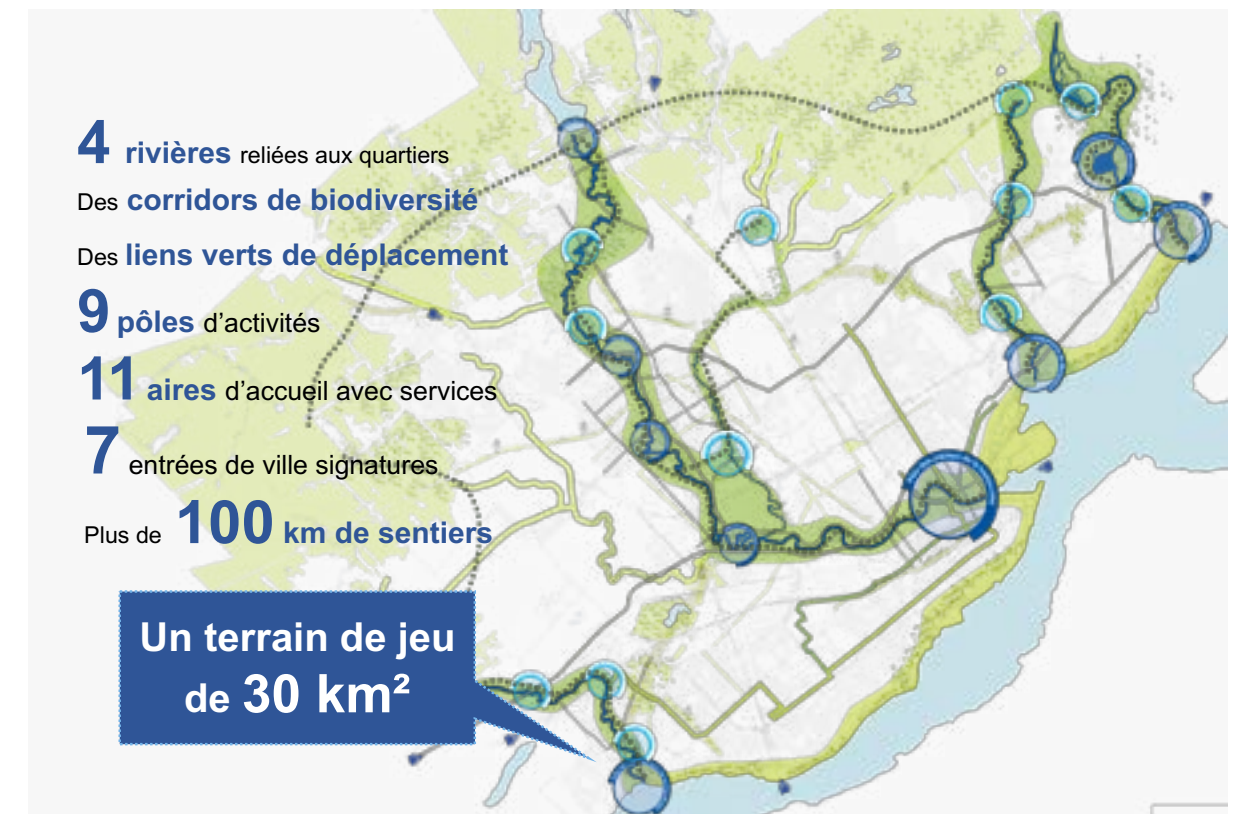 4 rivières reliées aux quartiers
Des corridors de biodiversité
Des liens verts de déplacement
9 pôles d’activités
11 aires d’accueil avec services
7 entrées de ville signatures
Plus de 100 km de sentiers
Un terrain de jeu
de 30 km²